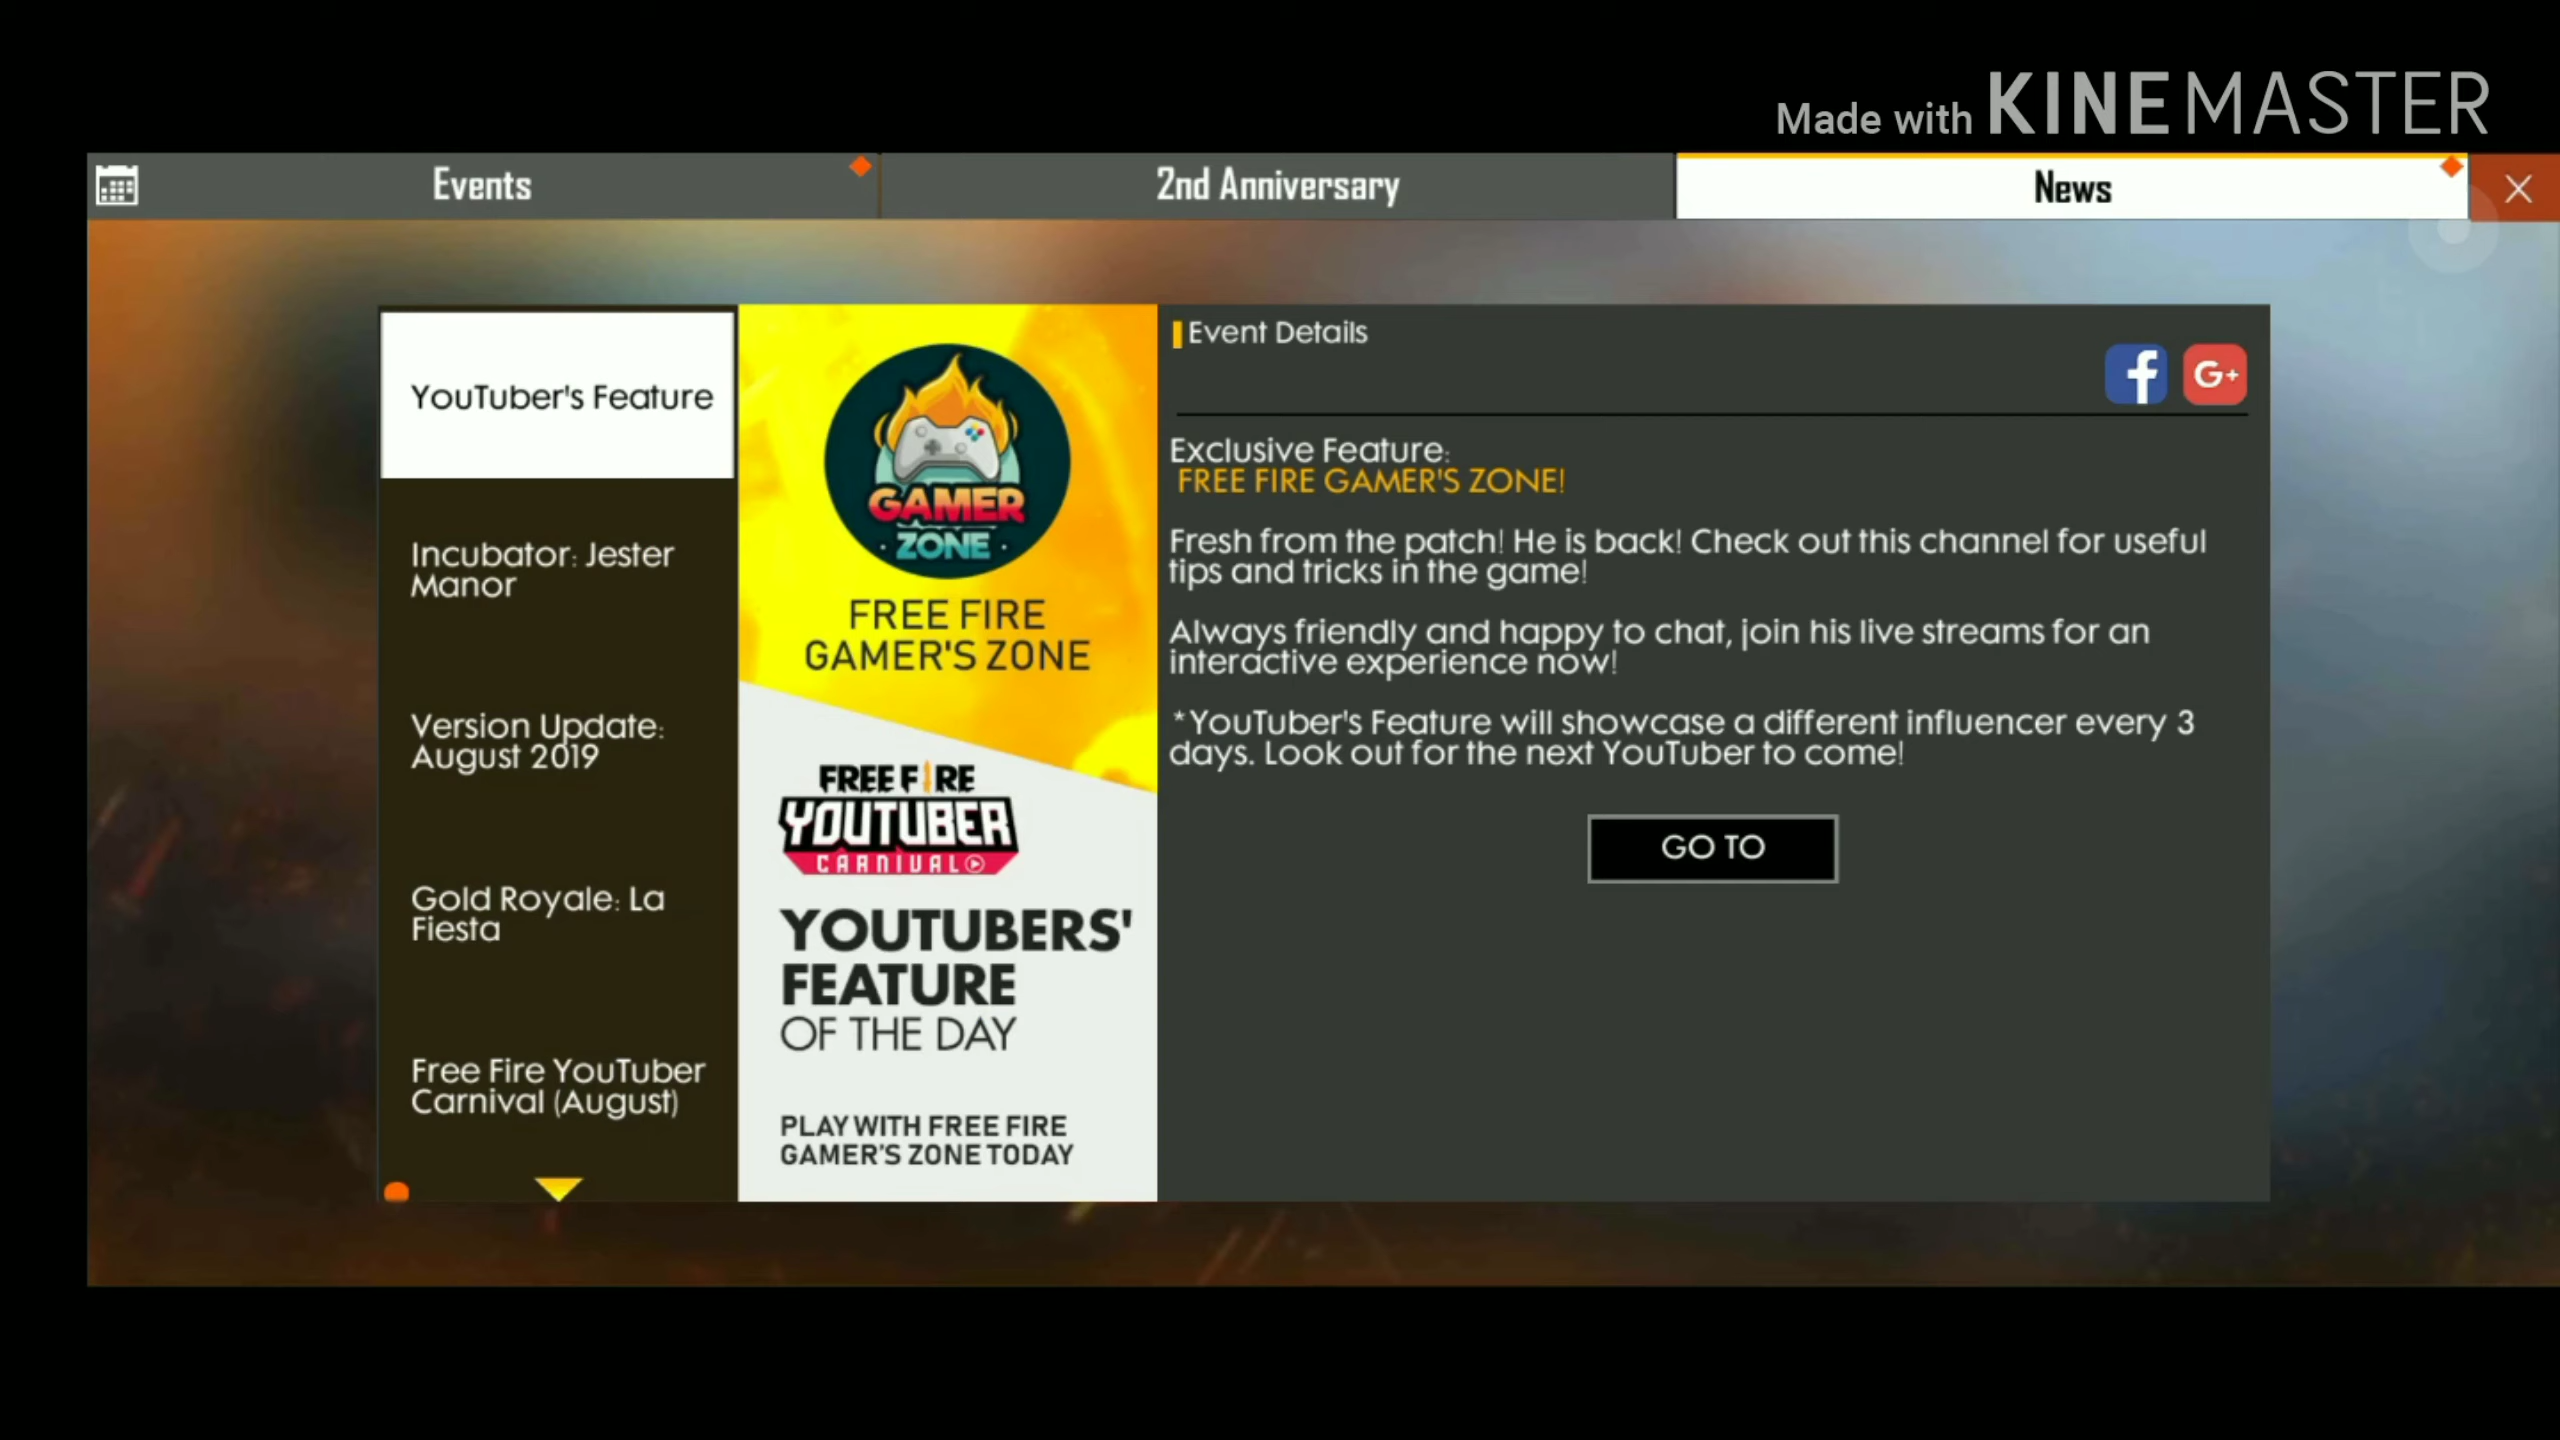 Made with KINEMASTER
Events
2nd Anniversary
News
YouTuber's Feature
Incubator: Jester
Manor
Version Update:
August 2019
Gold Royale: La
Fiesta
Free Fire YouTuber
Carnival (August)
GAMER
ZONE
FREE FIRE
GAMER'S ZONE
FREE FIRE
YOUTUBER
CARNIVAL
YOUTUBERS'
FEATURE
OF THE DAY
PLAY WITH FREE FIRE
GAMER'S ZONE TODAY
Event Details
f
G+
Exclusive Feature:
FREE FIRE GAMER'S ZONE!
Fresh from the patch! He is back! Check out this channel for useful
tips and tricks in the game!
Always friendly and happy to chat, join his live streams for an
interactive experience now!
*YouTuber's Feature will showcase a different influencer every 3
days. Look out for the next YouTuber to come!
GO TO